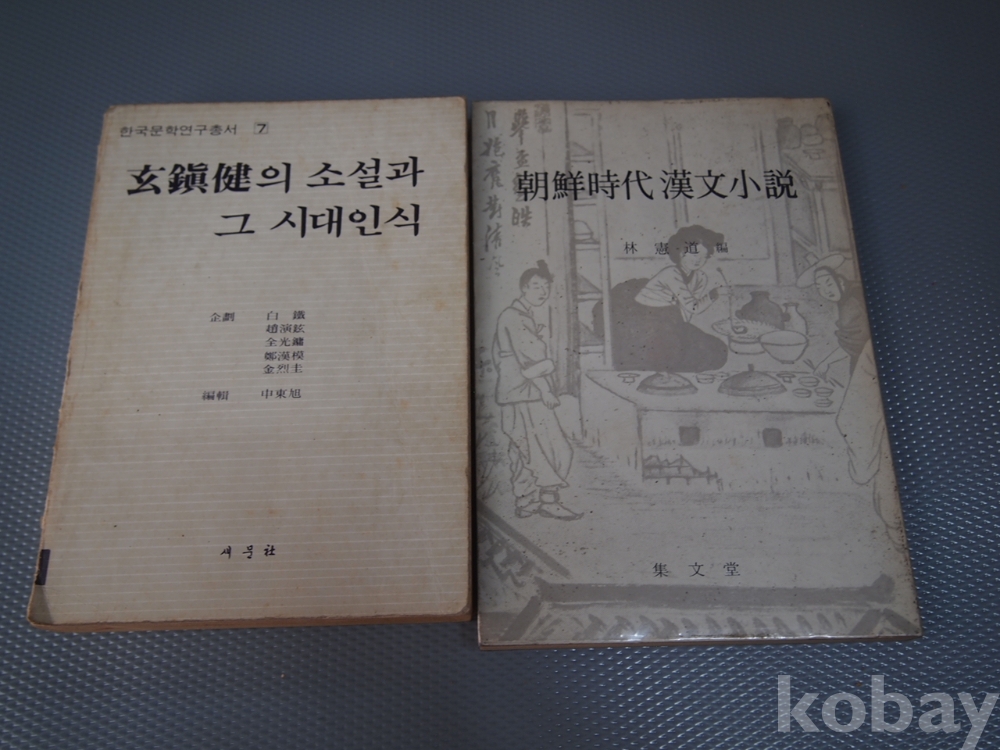 한국문학연구총서 7
玄鎭健의 소설과
그 시대인식
企劃 白鐵
趙演鉉
全光鏞
鄭漢模
金烈圭
編輯 申東旭
새문社
朝鮮時代 漢文小説
林憲道 編
集文堂
kobay